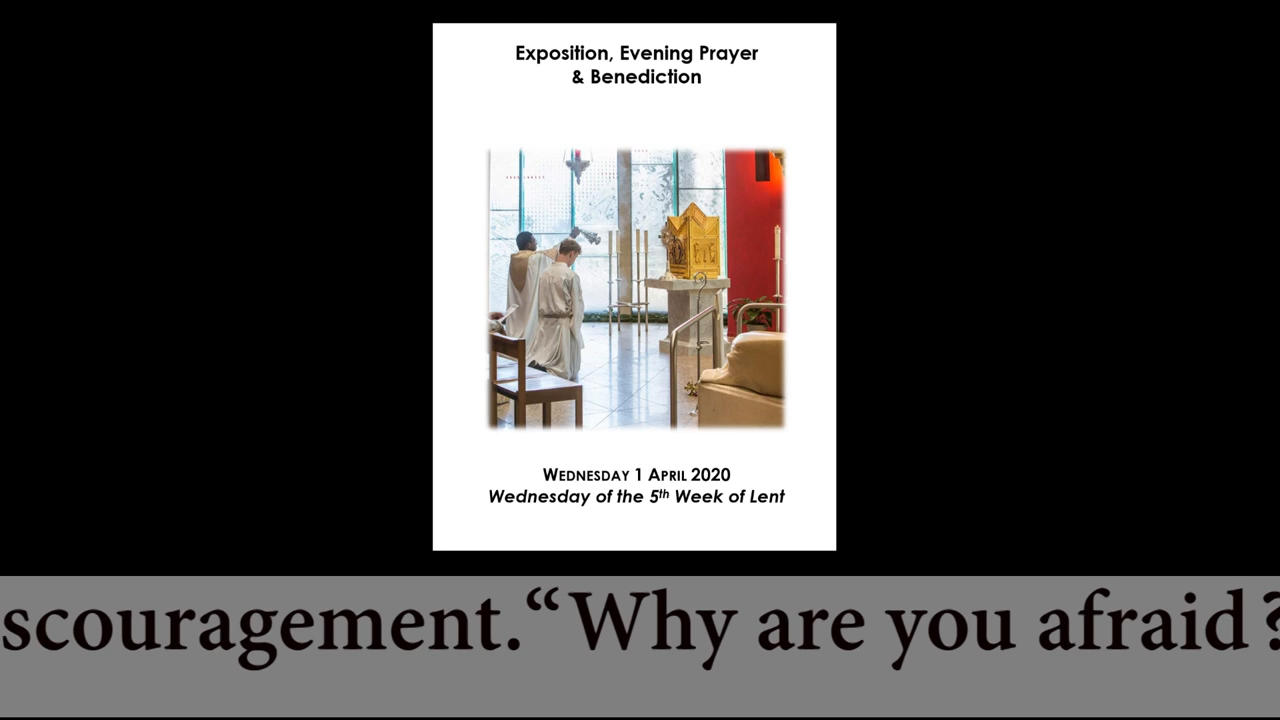 Exposition, Evening Prayer
& Benediction
WEDNESDAY 1 APRIL 2020
Wednesday of the 5th Week of Lent
scouragement.“Why are you afraid?